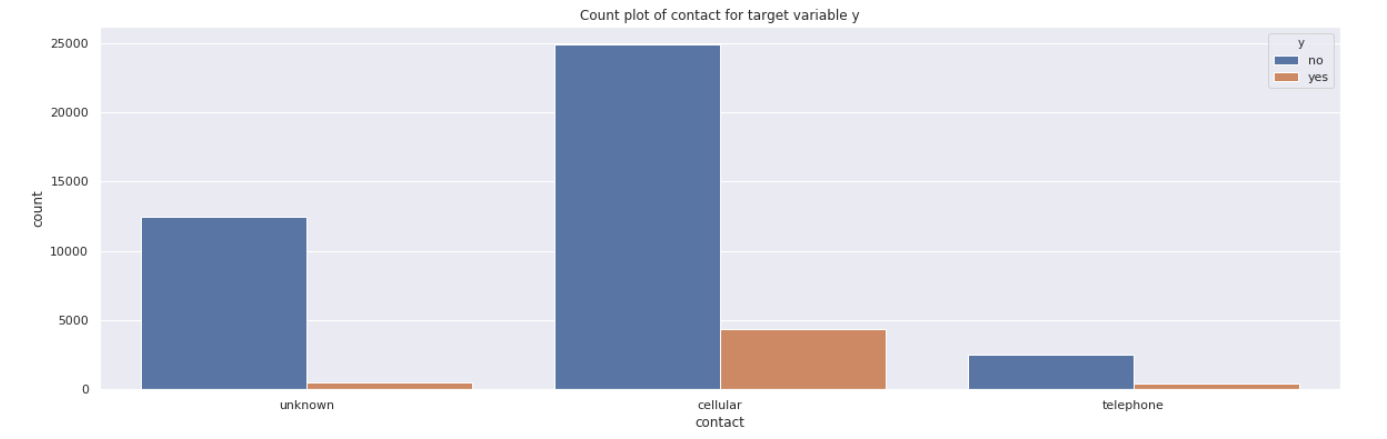 Count plot of contact for target variable y
y
no
yes
25000
20000
15000
10000
5000
0
count
unknown
cellular
telephone
contact